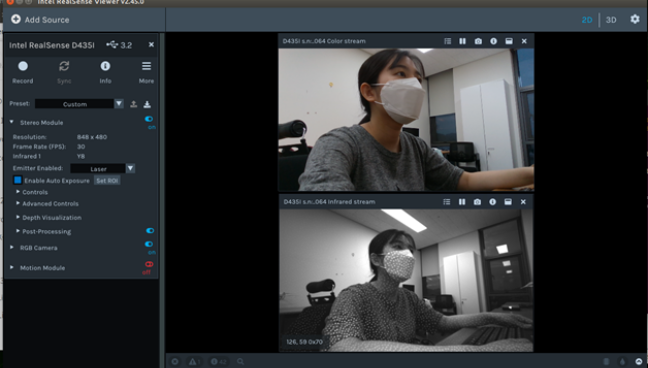 Intel RealSense Viewer v2.45.0
Add Source
2D
3D
Intel RealSense D435I
3.2
Record
Sync
Info
More
Preset:
Custom
Stereo Module
on
Resolution: 848 x 480
Frame Rate (FPS): 30
Infrared 1 Y8
Emitter Enabled: Laser
Enable Auto Exposure Set ROI
Controls
Advanced Controls
Depth Visualization
Post-Processing
RGB Camera
on
Motion Module
off
D435I s.n:..064 Color stream
D435I s.n:..064 Infrared stream
126, 59 0x70